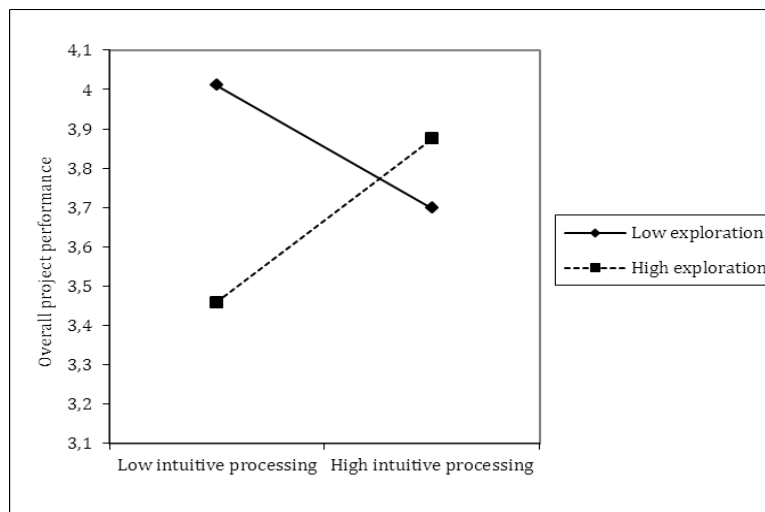 4,1
4
3,9
3,8
3,7
3,6
3,5
3,4
3,3
3,2
3,1
Overall project performance
Low intuitive processing
High intuitive processing
Low exploration
High exploration